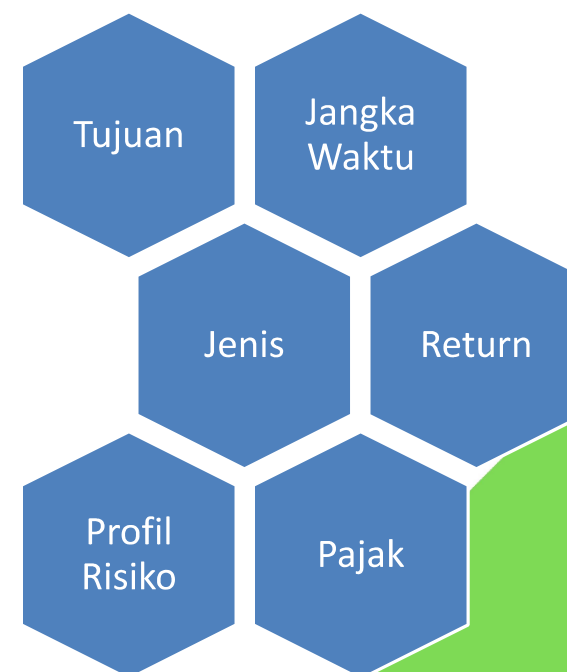 Tujuan
Jangka
Waktu
Jenis
Return
Profil
Risiko
Pajak